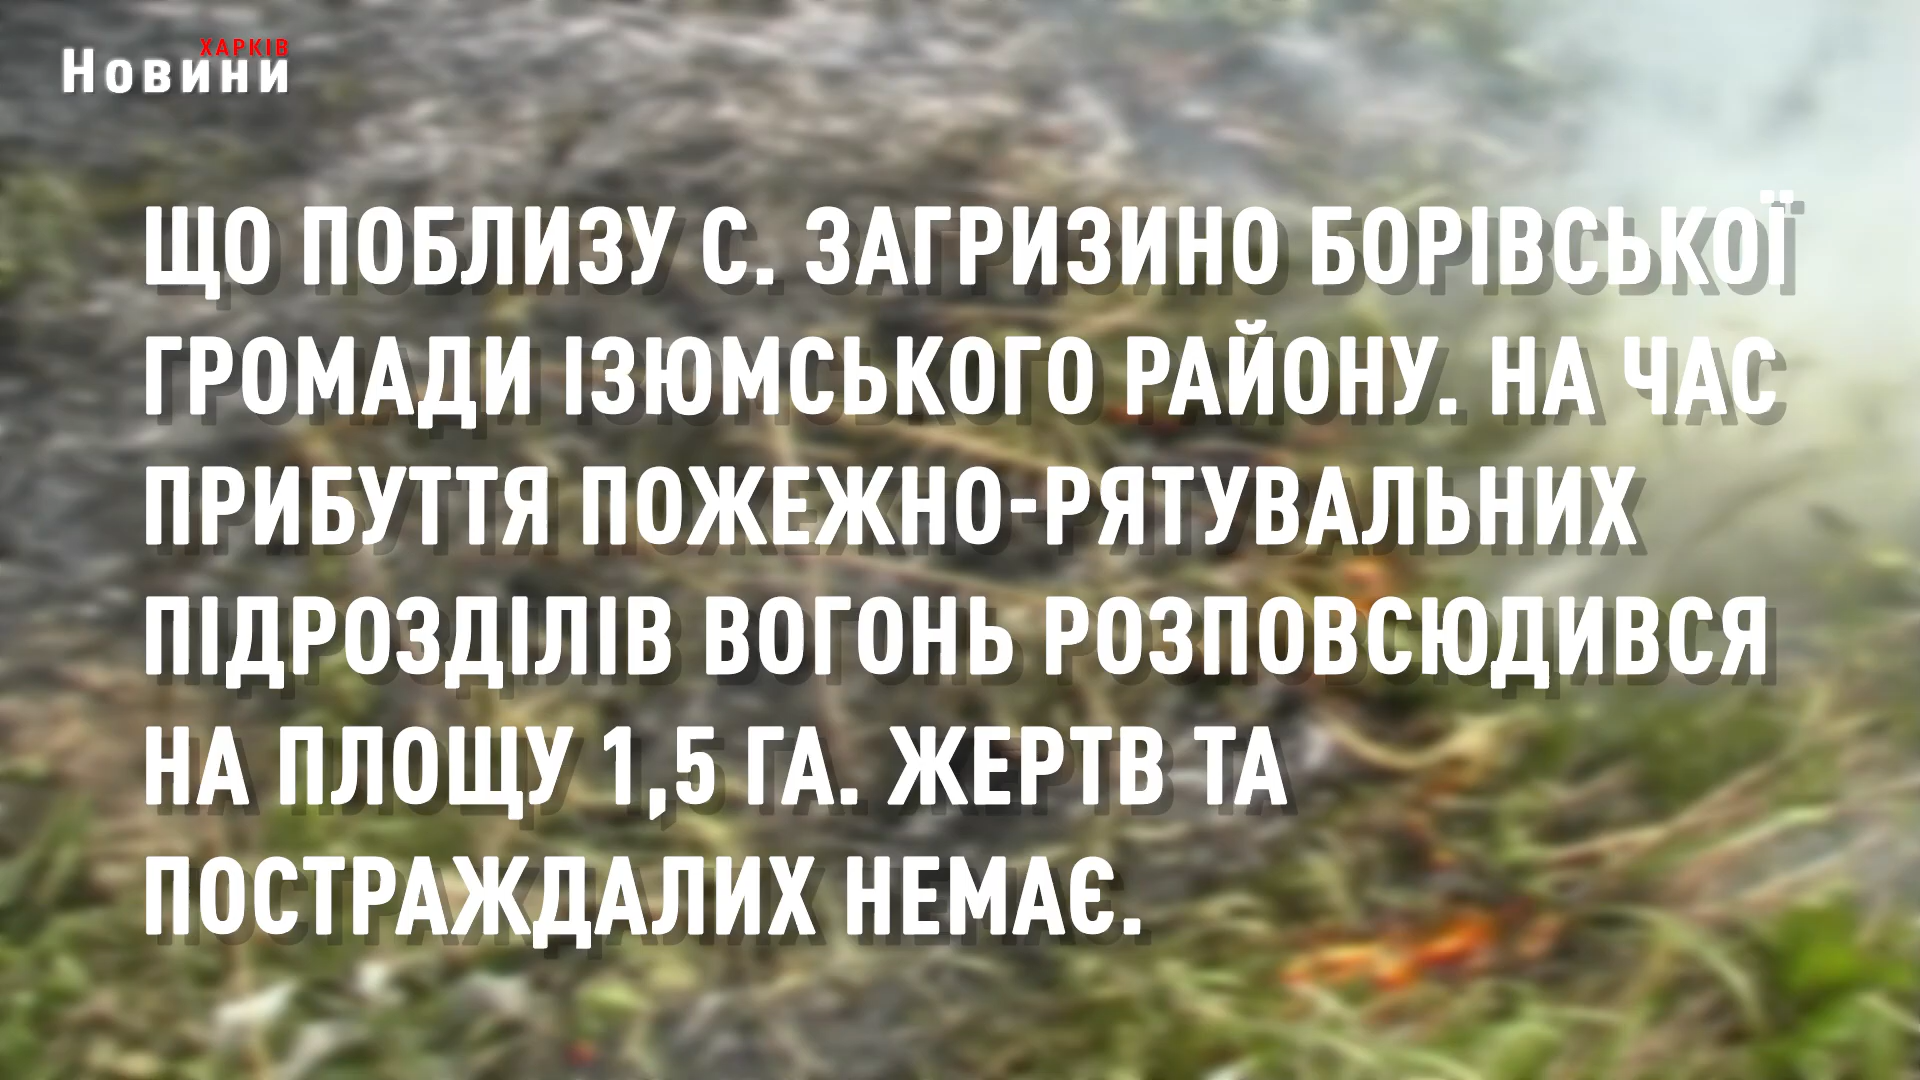 ХАРКІВ
Новини
ЩО ПОБЛИЗУ С. ЗАГРИЗИНО БОРІВСЬКОЇ
ГРОМАДИ ІЗЮМСЬКОГО РАЙОНУ. НА ЧАС
ПРИБУТТЯ ПОЖЕЖНО-РЯТУВАЛЬНИХ
ПІДРОЗДІЛІВ ВОГОНЬ РОЗПОВСЮДИВСЯ
НА ПЛОЩУ 1,5 ГА. ЖЕРТВ ТА
ПОСТРАЖДАЛИХ НЕМАЄ.